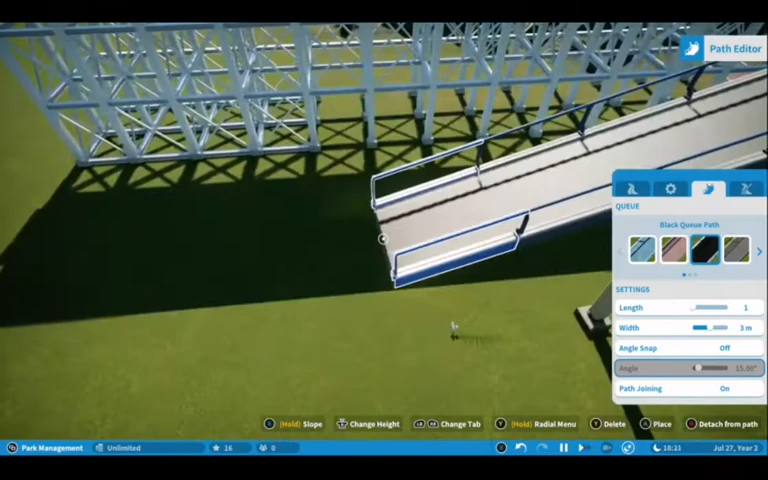 Path Editor
QUEUE
Black Queue Path
SETTINGS
Length 1
Width 3 m
Angle Snap Off
Angle 15.00°
Path Joining On
(Hold) Slope Change Height Change Tab (Hold) Radial Menu Delete Place Detach from path
Park Management Unlimited 16 0 18:21 Jul 27, Year 2